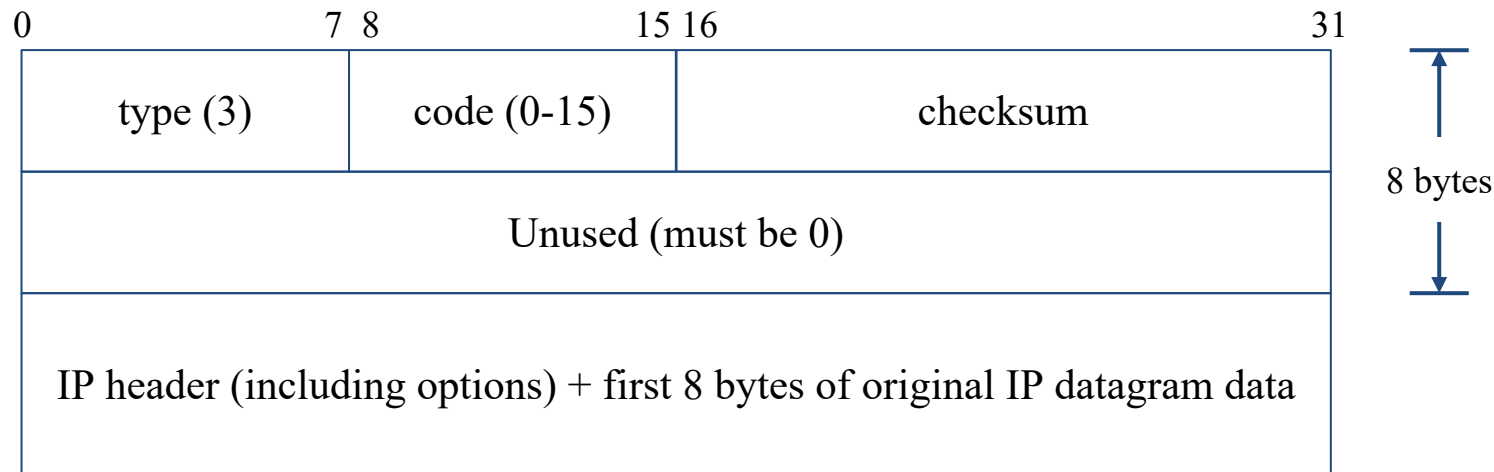 0 7 8 15 16 31
type (3) code (0-15) checksum
8 bytes
Unused (must be 0)
IP header (including options) + first 8 bytes of original IP datagram data